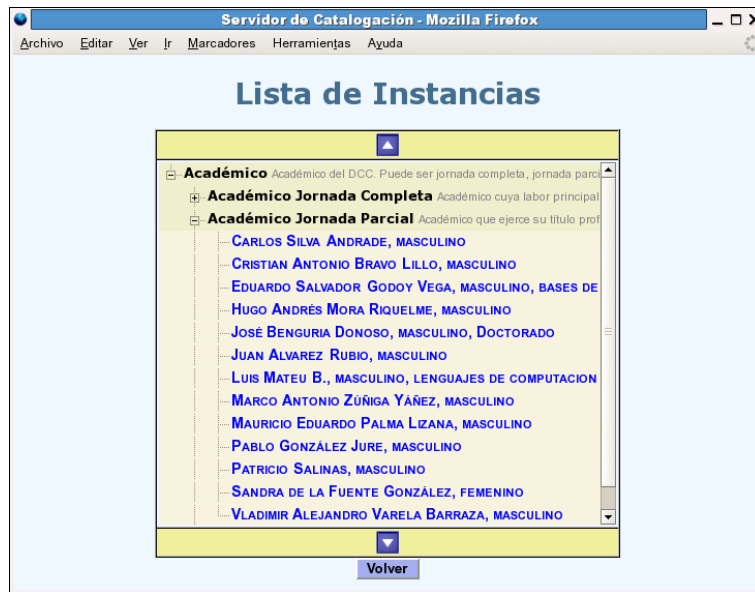 Servidor de Catalogación - Mozilla Firefox
Archivo Editar Ver Ir Marcadores Herramientas Ayuda
Lista de Instancias
Académico Académico del DCC. Puede ser jornada completa, jornada parci
Académico Jornada Completa Académico cuya labor principal
Académico Jornada Parcial Académico que ejerce su título prof
CARLOS SILVA ANDRADE, MASCULINO
CRISTIAN ANTONIO BRAVO LILLO, MASCULINO
EDUARDO SALVADOR GODOY VEGA, MASCULINO, BASES DE
HUGO ANDRÉS MORA RIQUELME, MASCULINO
JOSÉ BENGURIA DONOSO, MASCULINO, DOCTORADO
JUAN ALVAREZ RUBIO, MASCULINO
LUIS MATEU B., MASCULINO, LENGUAJES DE COMPUTACION
MARCO ANTONIO ZÚÑIGA YÁÑEZ, MASCULINO
MAURICIO EDUARDO PALMA LIZANA, MASCULINO
PABLO GONZÁLEZ JURE, MASCULINO
PATRICIO SALINAS, MASCULINO
SANDRA DE LA FUENTE GONZÁLEZ, FEMENINO
VLADIMIR ALEJANDRO VARELA BARRAZA, MASCULINO
Volver